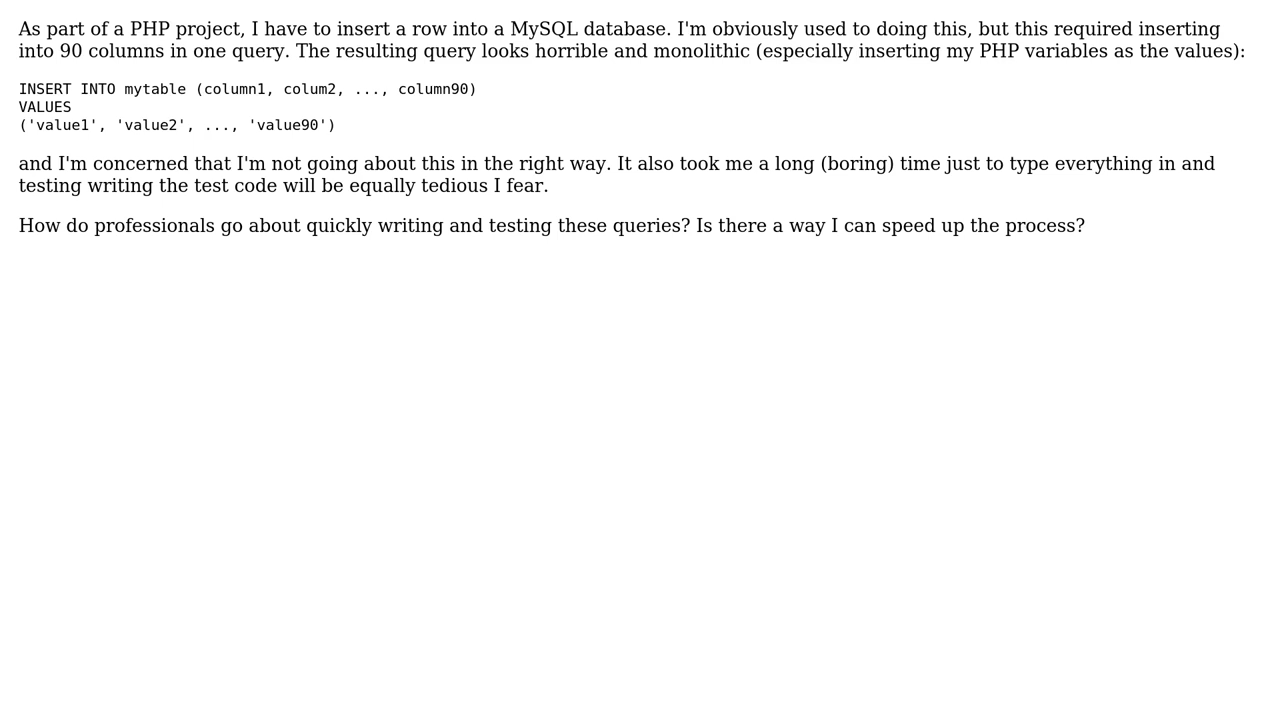 As part of a PHP project, I have to insert a row into a MySQL database. I'm obviously used to doing this, but this required inserting
into 90 columns in one query. The resulting query looks horrible and monolithic (especially inserting my PHP variables as the values):
INSERT INTO mytable (column1, colum2, ..., column90)
VALUES
('value1', 'value2', ..., 'value90')
and I'm concerned that I'm not going about this in the right way. It also took me a long (boring) time just to type everything in and
testing writing the test code will be equally tedious I fear.
How do professionals go about quickly writing and testing these queries? Is there a way I can speed up the process?